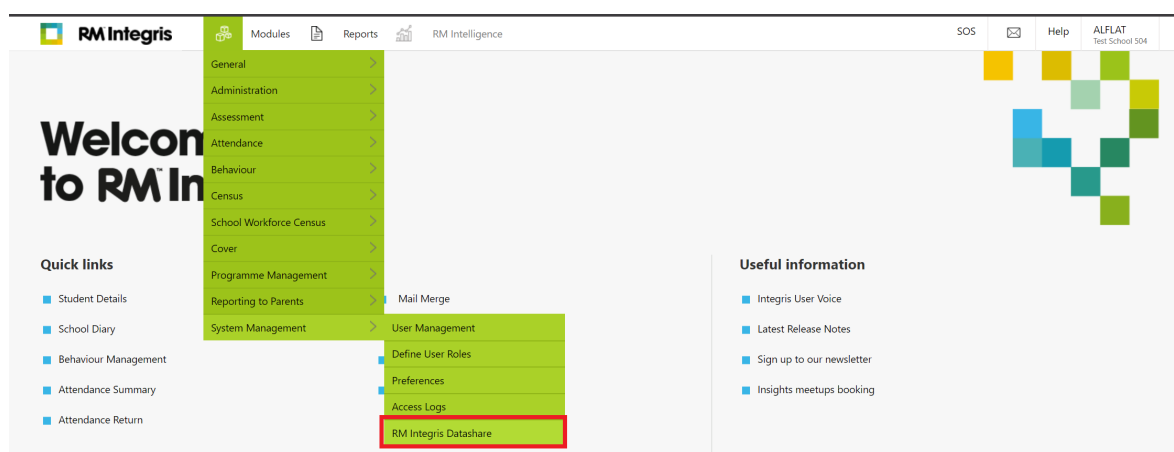 RM Integris
Modules
Reports
RM Intelligence
SOS
Help
ALFLAT
Test School 504
General
Administration
Assessment
Attendance
Behaviour
Census
School Workforce Census
Cover
Programme Management
Reporting to Parents
System Management
User Management
Define User Roles
Preferences
Access Logs
RM Integris Datashare
Welcom
to RM In
Quick links
Student Details
School Diary
Behaviour Management
Attendance Summary
Attendance Return
Mail Merge
Useful information
Integris User Voice
Latest Release Notes
Sign up to our newsletter
Insights meetups booking